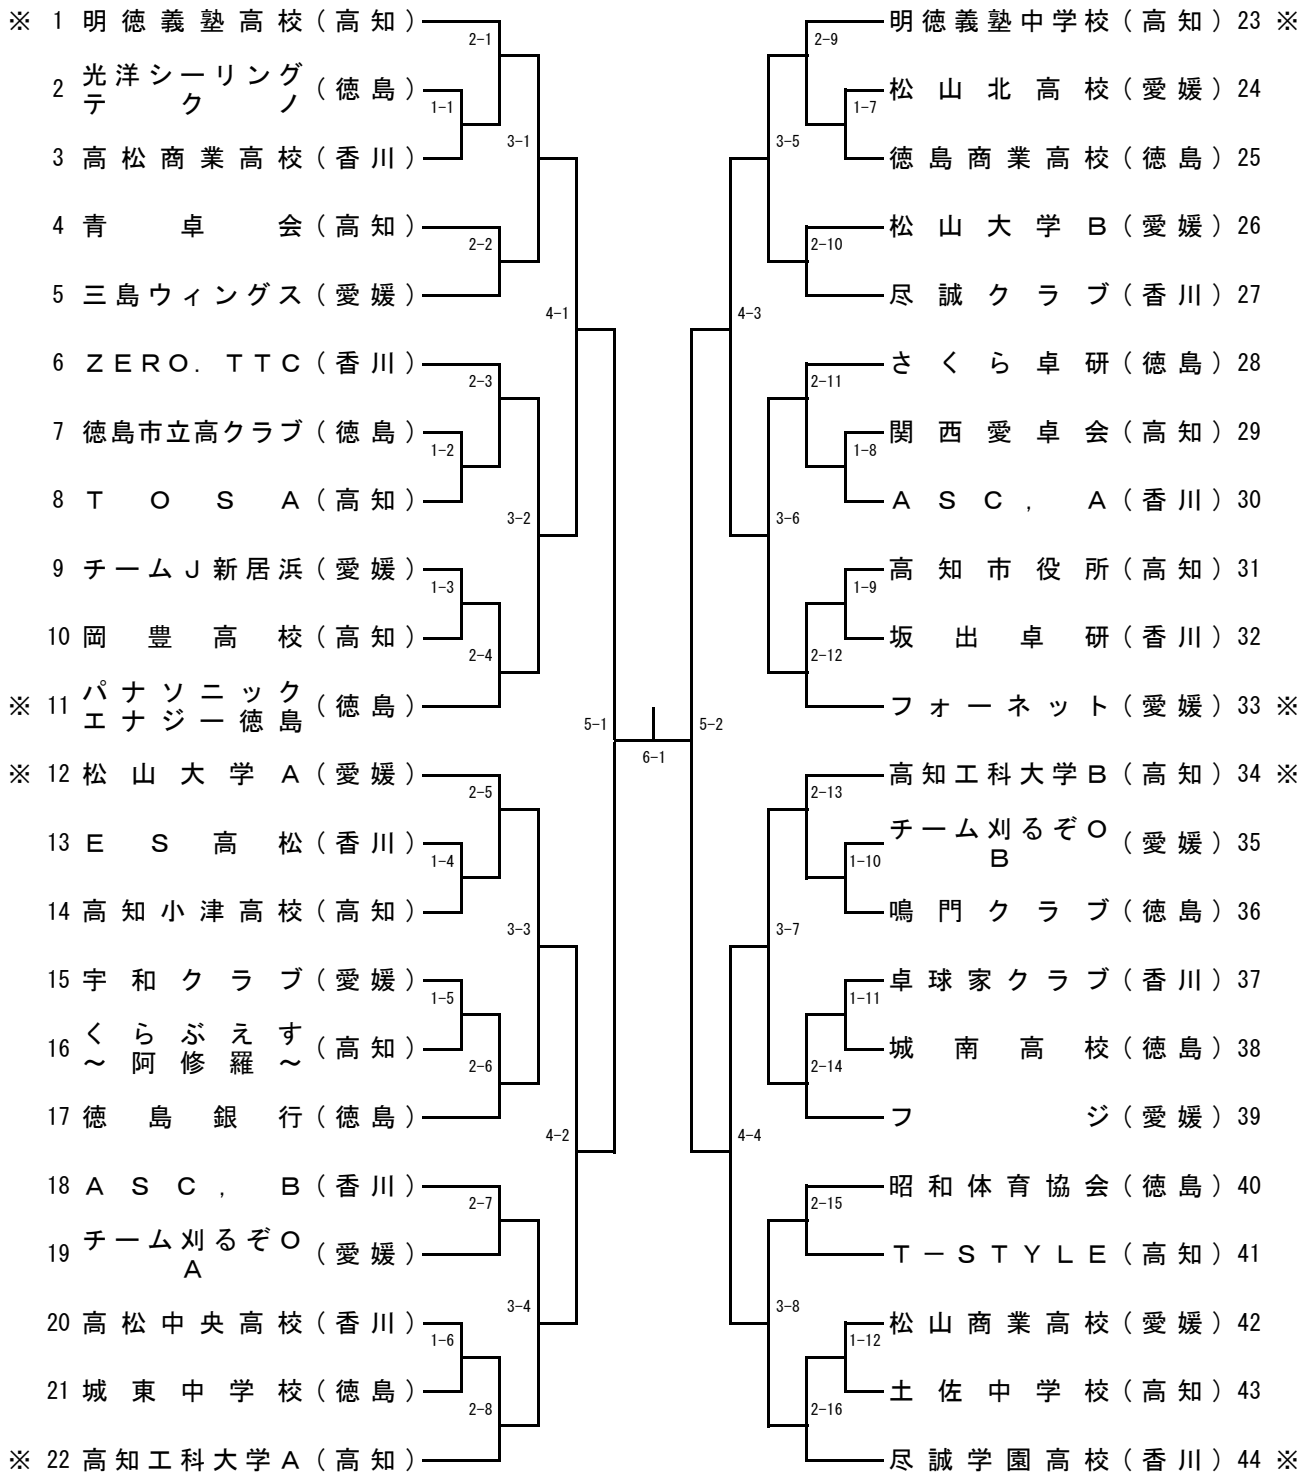 ※ 1 明徳義塾高校（高知）
2 光洋シーリング
テクノ（徳島）
3 高松商業高校（香川）
4 青卓会（高知）
5 三島ウィングス（愛媛）
6 ＺＥＲＯ．ＴＴＣ（香川）
7 徳島市立高クラブ（徳島）
8 ＴＯＳＡ（高知）
9 チームＪ新居浜（愛媛）
10 岡豊高校（高知）
※ 11 パナソニック
エナジー徳島（徳島）
※ 12 松山大学Ａ（愛媛）
13 ＥＳ高松（香川）
14 高知小津高校（高知）
15 宇和クラブ（愛媛）
16 くらぶえす
～阿修羅～（高知）
17 徳島銀行（徳島）
18 ＡＳＣ，Ｂ（香川）
19 チーム刈るぞＯ
Ａ（愛媛）
20 高松中央高校（香川）
21 城東中学校（徳島）
※ 22 高知工科大学Ａ（高知）
1-1
1-2
1-3
1-4
1-5
1-6
2-1
2-2
2-3
2-4
2-5
2-6
2-7
2-8
3-1
3-2
3-3
3-4
4-1
4-2
5-1
6-1
5-2
4-3
4-4
3-5
3-6
3-7
3-8
2-9
2-10
2-11
2-12
2-13
2-14
2-15
2-16
1-7
1-8
1-9
1-10
1-11
1-12
明徳義塾中学校（高知）23 ※
松山北高校（愛媛）24
徳島商業高校（徳島）25
松山大学Ｂ（愛媛）26
尽誠クラブ（香川）27
さくら卓研（徳島）28
関西愛卓会（高知）29
ＡＳＣ，Ａ（香川）30
高知市役所（高知）31
坂出卓研（香川）32
フォーネット（愛媛）33 ※
高知工科大学Ｂ（高知）34 ※
チーム刈るぞＯ
Ｂ（愛媛）35
鳴門クラブ（徳島）36
卓球家クラブ（香川）37
城南高校（徳島）38
フジ（愛媛）39
昭和体育協会（徳島）40
Ｔ－ＳＴＹＬＥ（高知）41
松山商業高校（愛媛）42
土佐中学校（高知）43
尽誠学園高校（香川）44 ※